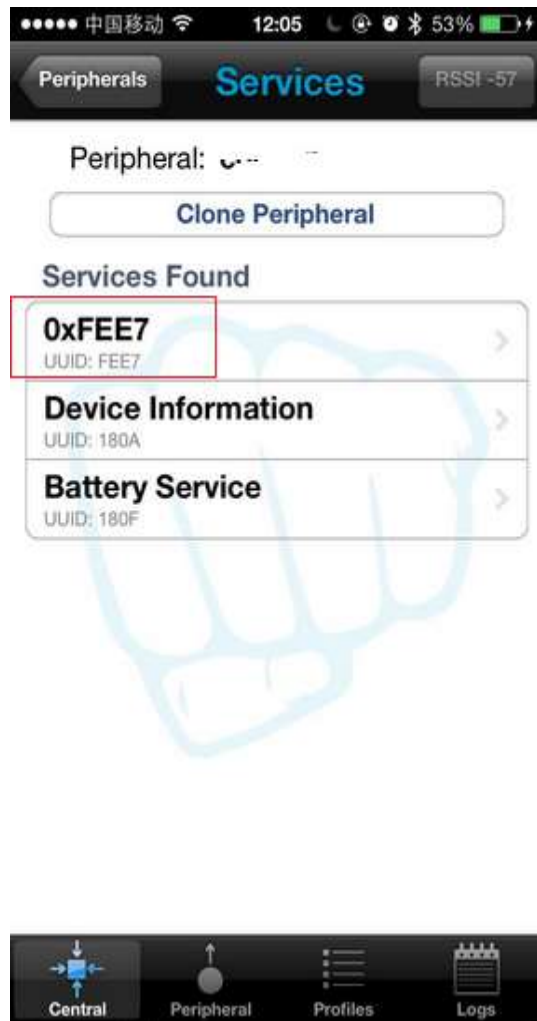 中国移动 12:05 53%
Peripherals Services RSSI -57
Peripheral:
Clone Peripheral
Services Found
0xFEE7
UUID: FEE7
Device Information
UUID: 180A
Battery Service
UUID: 180F
Central Peripheral Profiles Logs